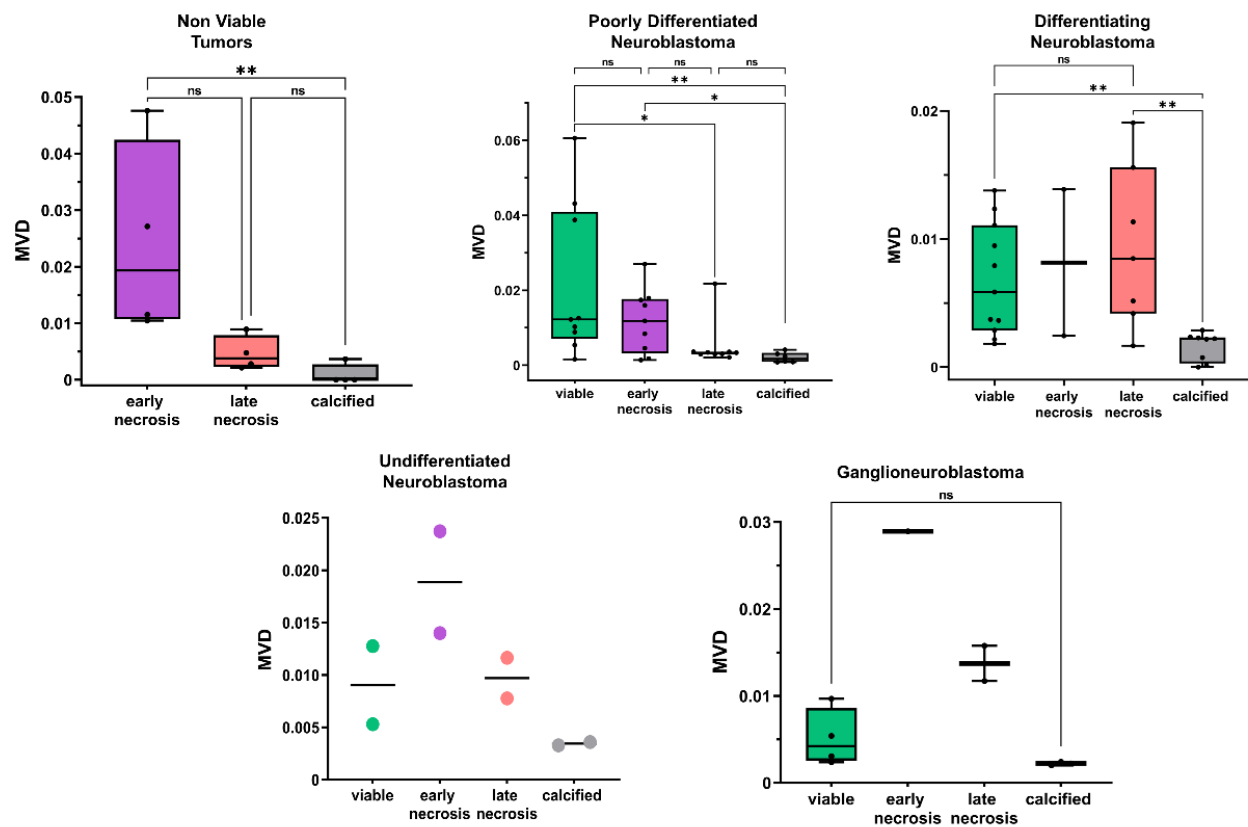 Non Viable
Tumors
**
ns
ns
0.05
0.04
0.03
0.02
0.01
0
MVD
early
necrosis
late
necrosis
calcified
Poorly Differentiated
Neuroblastoma
ns
ns
ns
**
*
*
0.06
0.04
0.02
0
MVD
viable
early
necrosis
late
necrosis
calcified
Differentiating
Neuroblastoma
ns
**
**
0.02
0.01
0
MVD
viable
early
necrosis
late
necrosis
calcified
Undifferentiated
Neuroblastoma
0.025
0.020
0.015
0.010
0.005
0
MVD
viable
early
necrosis
late
necrosis
calcified
Ganglioneuroblastoma
ns
0.03
0.02
0.01
0
MVD
viable
early
necrosis
late
necrosis
calcified